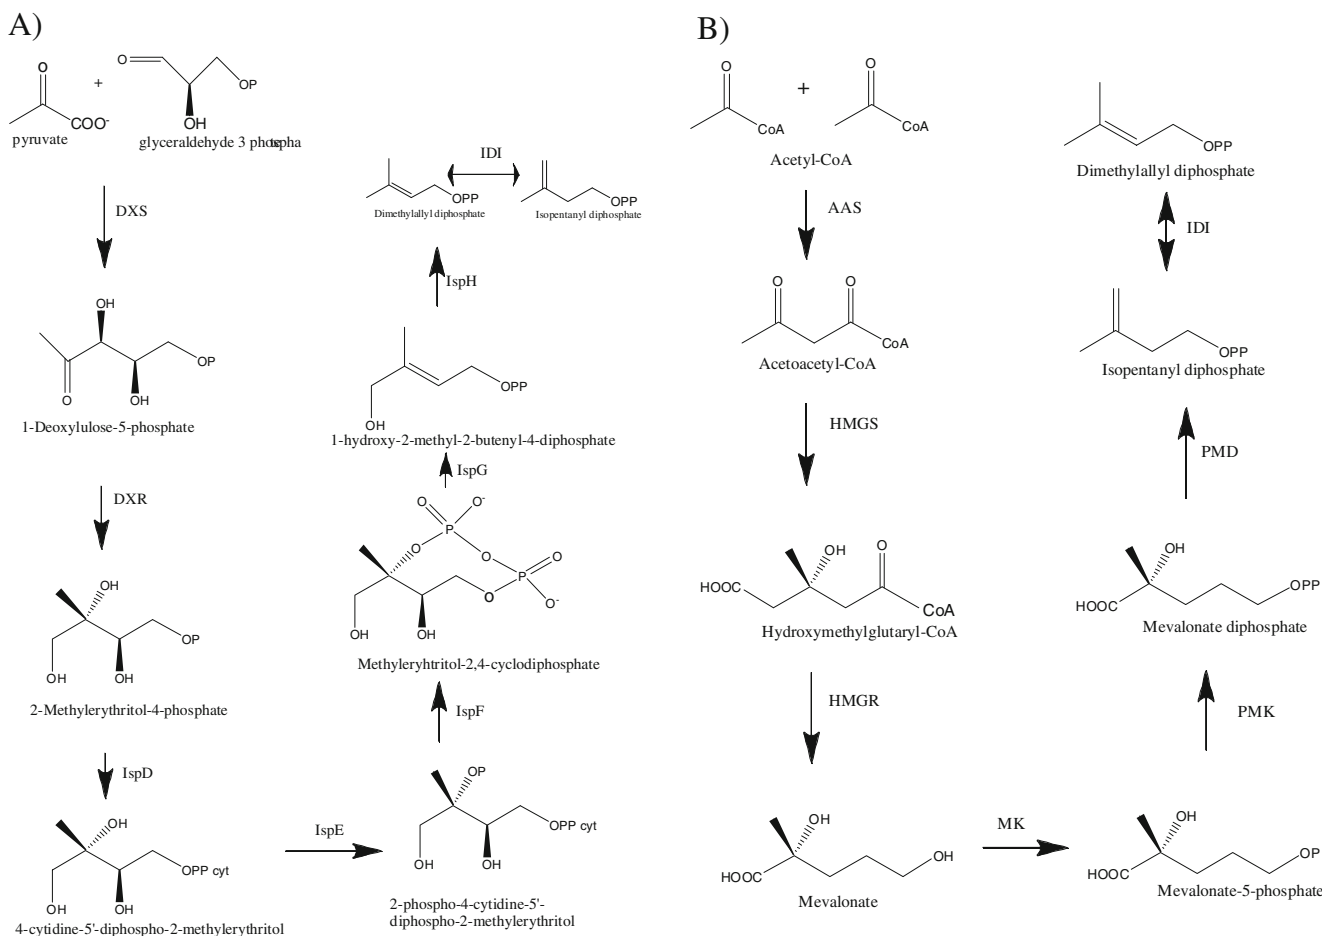 A)
O
O
+
OP
COO-
OH
pyruvate
glyceraldehyde 3 phostepha
DXS
OH
O
OH
OP
1-Deoxylulose-5-phosphate
DXR
OH
OP
OH
OH
2-Methylerythritol-4-phosphate
IspD
OH
OPP cyt
OH
OH
4-cytidine-5'-diphospho-2-methylerythritol
IspE
OP
OPP cyt
OH
OH
2-phospho-4-cytidine-5'-
diphospho-2-methylerythritol
IspF
O
O-
P
O
O
P
O
O
O-
OH
OH
Methyleryhtritol-2,4-cyclodiphosphate
IspG
OPP
OH
1-hydroxy-2-methyl-2-butenyl-4-diphosphate
IspH
IDI
OPP
Dimethylallyl diphosphate
OPP
Isopentanyl diphosphate
B)
O
CoA
+
O
CoA
Acetyl-CoA
AAS
O
O
CoA
Acetoacetyl-CoA
HMGS
OH
O
HOOC
CoA
Hydroxymethylglutaryl-CoA
HMGR
OH
OH
HOOC
Mevalonate
MK
OH
OP
HOOC
Mevalonate-5-phosphate
PMK
OH
OPP
HOOC
Mevalonate diphosphate
PMD
OPP
Isopentanyl diphosphate
IDI
OPP
Dimethylallyl diphosphate